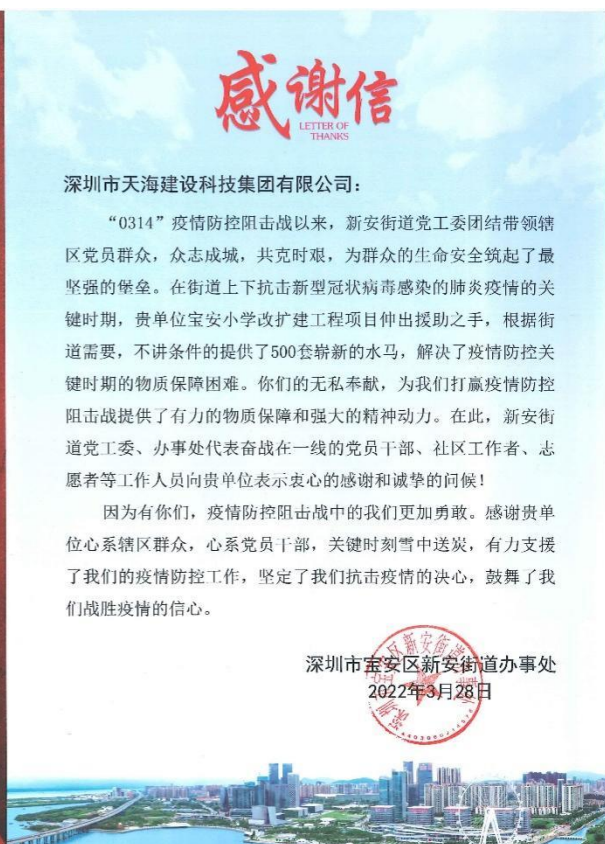 感谢信
LETTER OF
THANKS
深圳市天海建设科技集团有限公司：
“0314”疫情防控阻击战以来，新安街道党工委团结带领辖
区党员群众，众志成城，共克时艰，为群众的生命安全筑起了最
坚强的堡垒。在街道上下抗击新型冠状病毒感染的肺炎疫情的关
键时期，贵单位宝安小学改扩建工程项目伸出援助之手，根据街
道需要，不讲条件的提供了500套崭新的水马，解决了疫情防控关
键时期的物质保障困难。你们的无私奉献，为我们打赢疫情防控
阻击战提供了有力的物质保障和强大的精神动力。在此，新安街
道党工委、办事处代表奋战在一线的党员干部、社区工作者、志
愿者等工作人员向贵单位表示衷心的感谢和诚挚的问候！
因为有你们，疫情防控阻击战中的我们更加勇敢。感谢贵单
位心系辖区群众，心系党员干部，关键时刻雪中送炭，有力支援
了我们的疫情防控工作，坚定了我们抗击疫情的决心，鼓舞了我
们战胜疫情的信心。
深圳市宝安区新安街道办事处
2022年3月28日